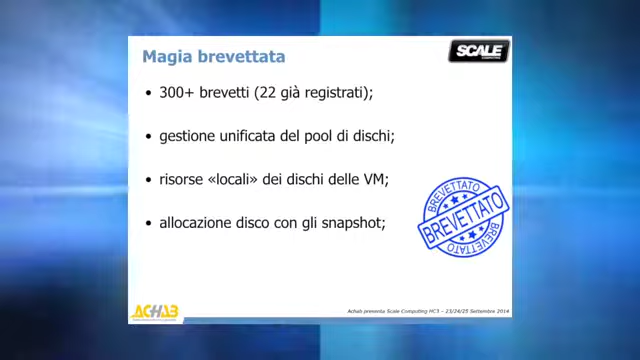 Magia brevettata
SCALE
COMPUTING
• 300+ brevetti (22 già registrati);
• gestione unificata del pool di dischi;
• risorse «locali» dei dischi delle VM;
• allocazione disco con gli snapshot;
BREVETTATO
BREVETTATO
BREVETTATO
ACHAB
Achab presenta Scale Computing HC3 – 23/24/25 Settembre 2014